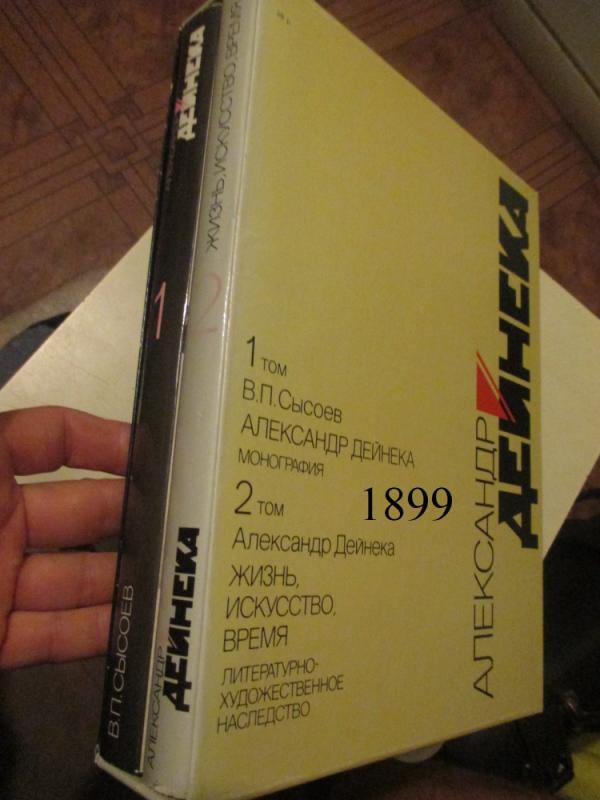 1 том
В.П.Сысоев
АЛЕКСАНДР ДЕЙНЕКА
МОНОГРАФИЯ
2 том
Александр Дейнека
ЖИЗНЬ,
ИСКУССТВО,
ВРЕМЯ
ЛИТЕРАТУРНО-
ХУДОЖЕСТВЕННОЕ
НАСЛЕДСТВО
1899
АЛЕКСАНДР
ДЕЙНЕКА
В.П.СЫСОЕВ
1
ДЕЙНЕКА
АЛЕКСАНДР
ДЕЙНЕКА
2
ЖИЗНЬ, ИСКУССТВО, ВРЕМЯ